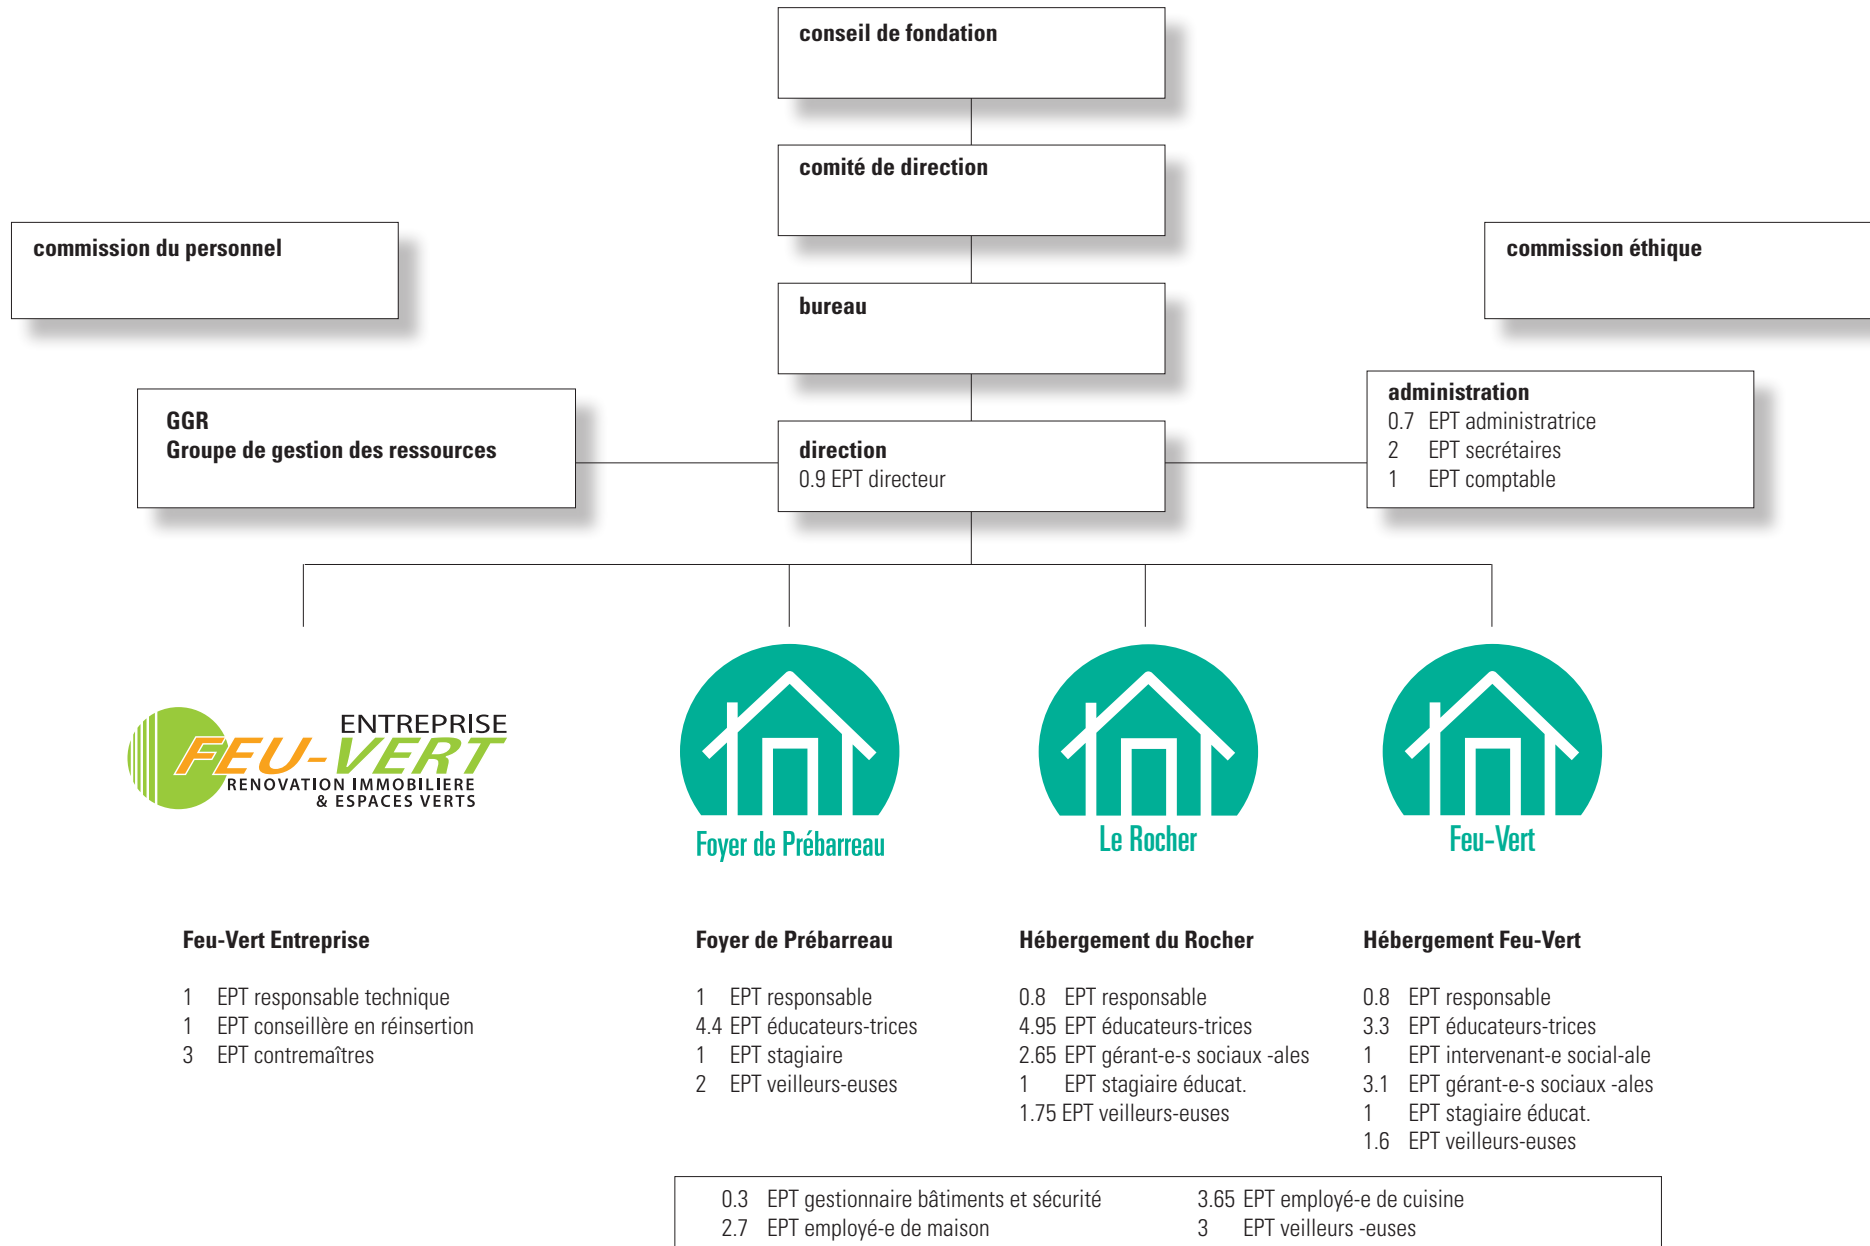 conseil de fondation
comité de direction
commission du personnel
commission éthique
bureau
GGR
Groupe de gestion des ressources
direction
0.9 EPT directeur
administration
0.7 EPT administratrice
2 EPT secrétaires
1 EPT comptable
ENTREPRISE
FEU-VERT
RENOVATION IMMOBILIERE
& ESPACES VERTS
Foyer de Prébarreau
Le Rocher
Feu-Vert
Feu-Vert Entreprise
1 EPT responsable technique
1 EPT conseillère en réinsertion
3 EPT contremaîtres
Foyer de Prébarreau
1 EPT responsable
4.4 EPT éducateurs-trices
1 EPT stagiaire
2 EPT veilleurs-euses
Hébergement du Rocher
0.8 EPT responsable
4.95 EPT éducateurs-trices
2.65 EPT gérant-e-s sociaux -ales
1 EPT stagiaire éducat.
1.75 EPT veilleurs-euses
Hébergement Feu-Vert
0.8 EPT responsable
3.3 EPT éducateurs-trices
1 EPT intervenant-e social-ale
3.1 EPT gérant-e-s sociaux -ales
1 EPT stagiaire éducat.
1.6 EPT veilleurs-euses
0.3 EPT gestionnaire bâtiments et sécurité
2.7 EPT employé-e de maison
3.65 EPT employé-e de cuisine
3 EPT veilleurs -euses